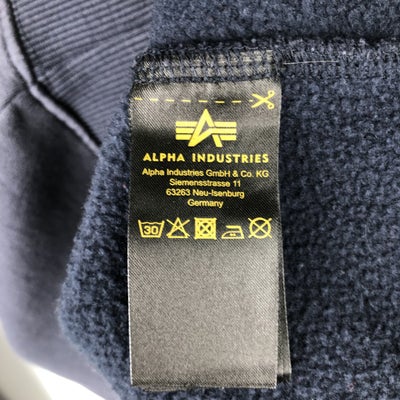 ALPHA INDUSTRIES
Alpha Industries GmbH & Co. KG
Siemensstrasse 11
63263 Neu-Isenburg
Germany
30